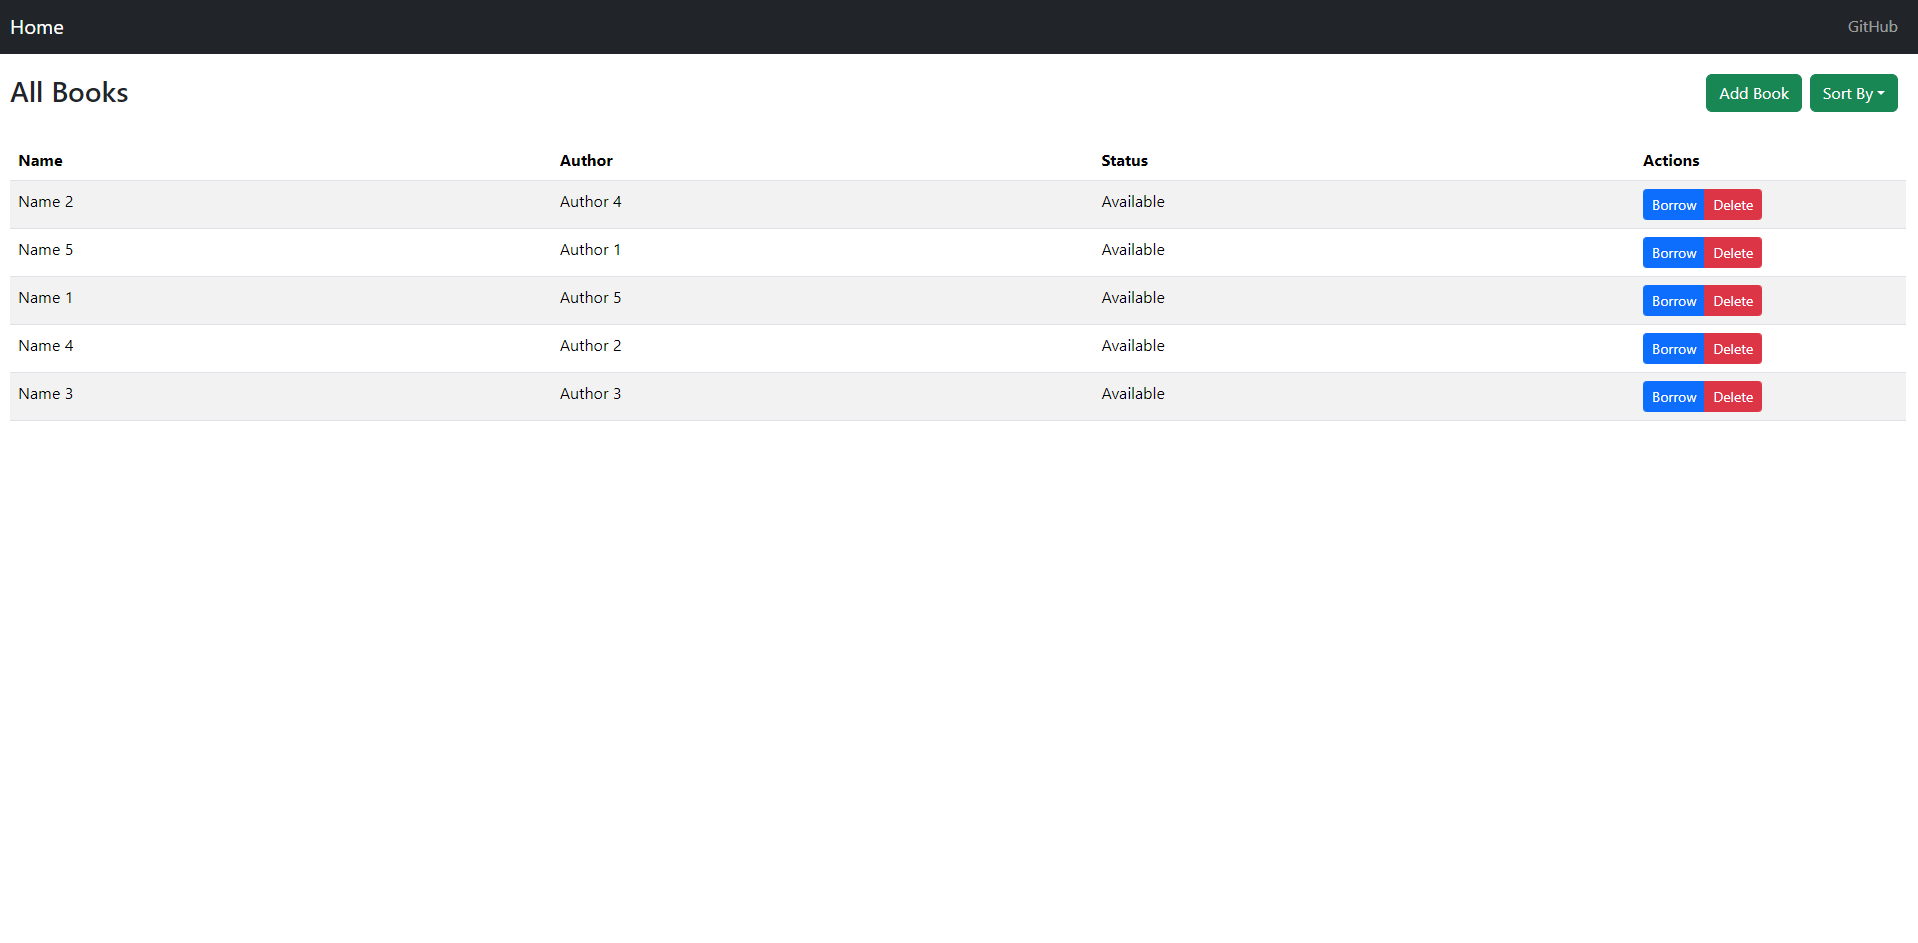 Home GitHub
All Books Add Book Sort By
Name Author Status Actions
Name 2 Author 4 Available Borrow Delete
Name 5 Author 1 Available Borrow Delete
Name 1 Author 5 Available Borrow Delete
Name 4 Author 2 Available Borrow Delete
Name 3 Author 3 Available Borrow Delete